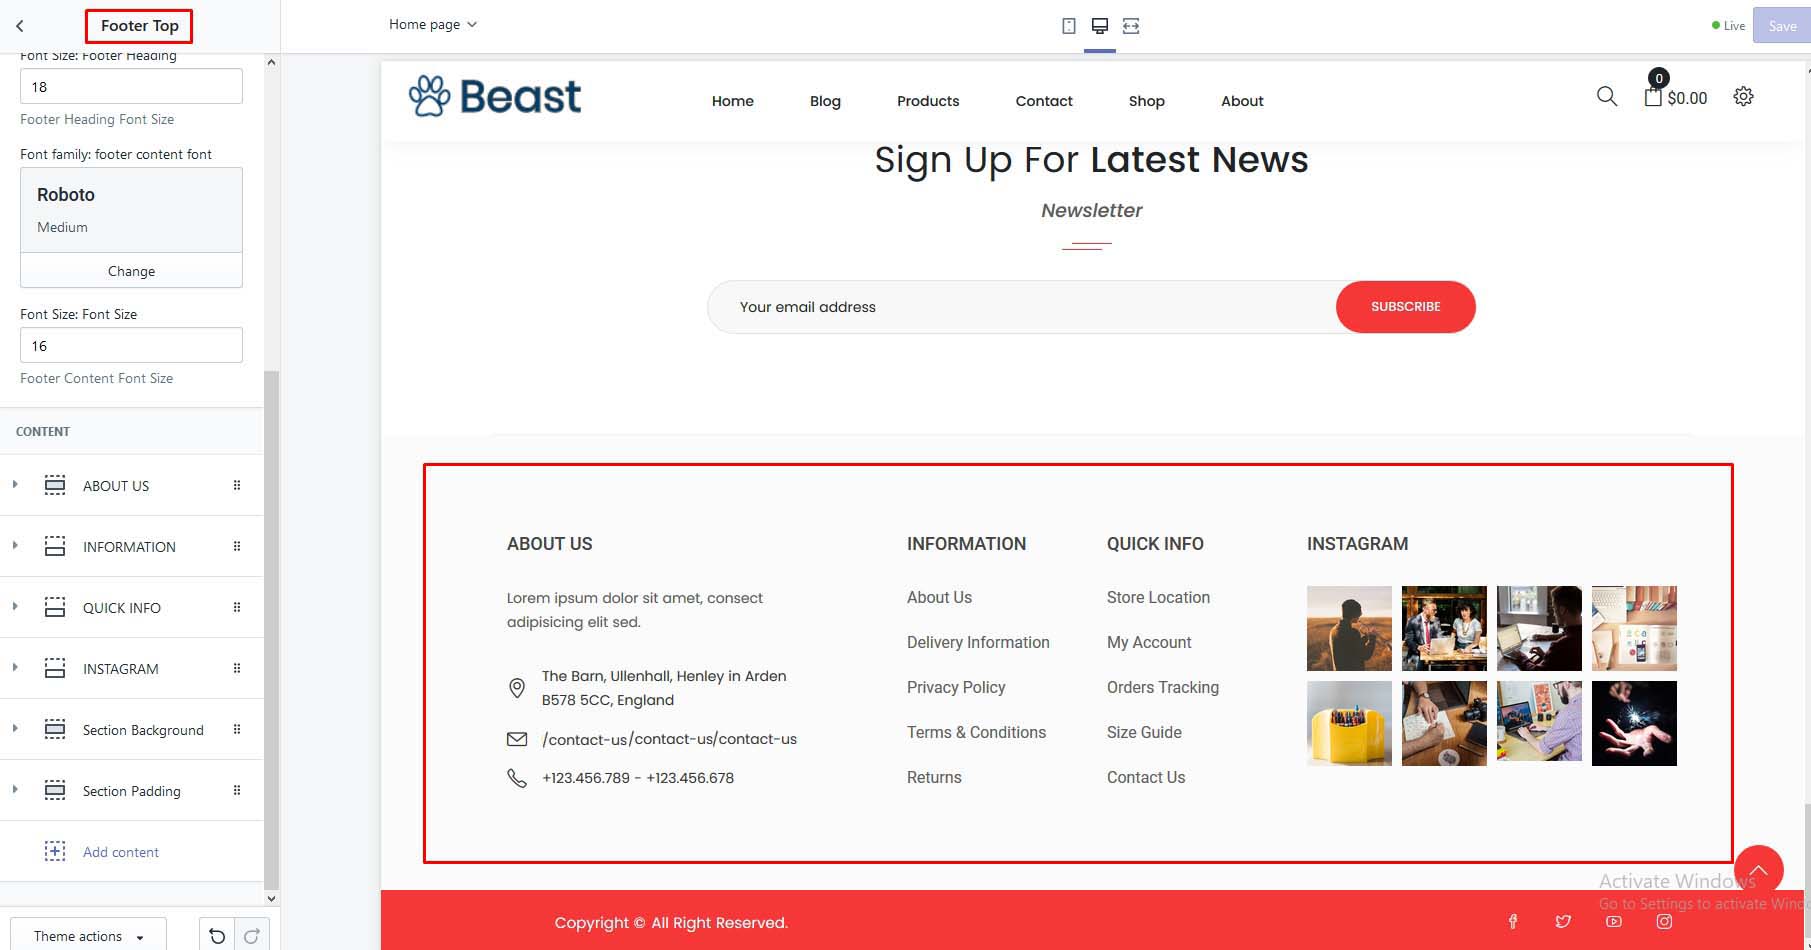 Footer Top
Home page
Live
Save
Font Size: Footer Heading
18
Footer Heading Font Size
Font family: footer content font
Roboto
Medium
Change
Font Size: Font Size
16
Footer Content Font Size
CONTENT
ABOUT US
INFORMATION
QUICK INFO
INSTAGRAM
Section Background
Section Padding
Add content
Theme actions
Beast
Home
Blog
Products
Contact
Shop
About
0
$0.00
Sign Up For Latest News
Newsletter
Your email address
SUBSCRIBE
ABOUT US
Lorem ipsum dolor sit amet, consect
adipisicing elit sed.
The Barn, Ullenhall, Henley in Arden
B578 5CC, England
/contact-us/contact-us/contact-us
+123.456.789 - +123.456.678
INFORMATION
About Us
Delivery Information
Privacy Policy
Terms & Conditions
Returns
QUICK INFO
Store Location
My Account
Orders Tracking
Size Guide
Contact Us
INSTAGRAM
Activate Windows
Go to Settings to activate Windo
Copyright © All Right Reserved.